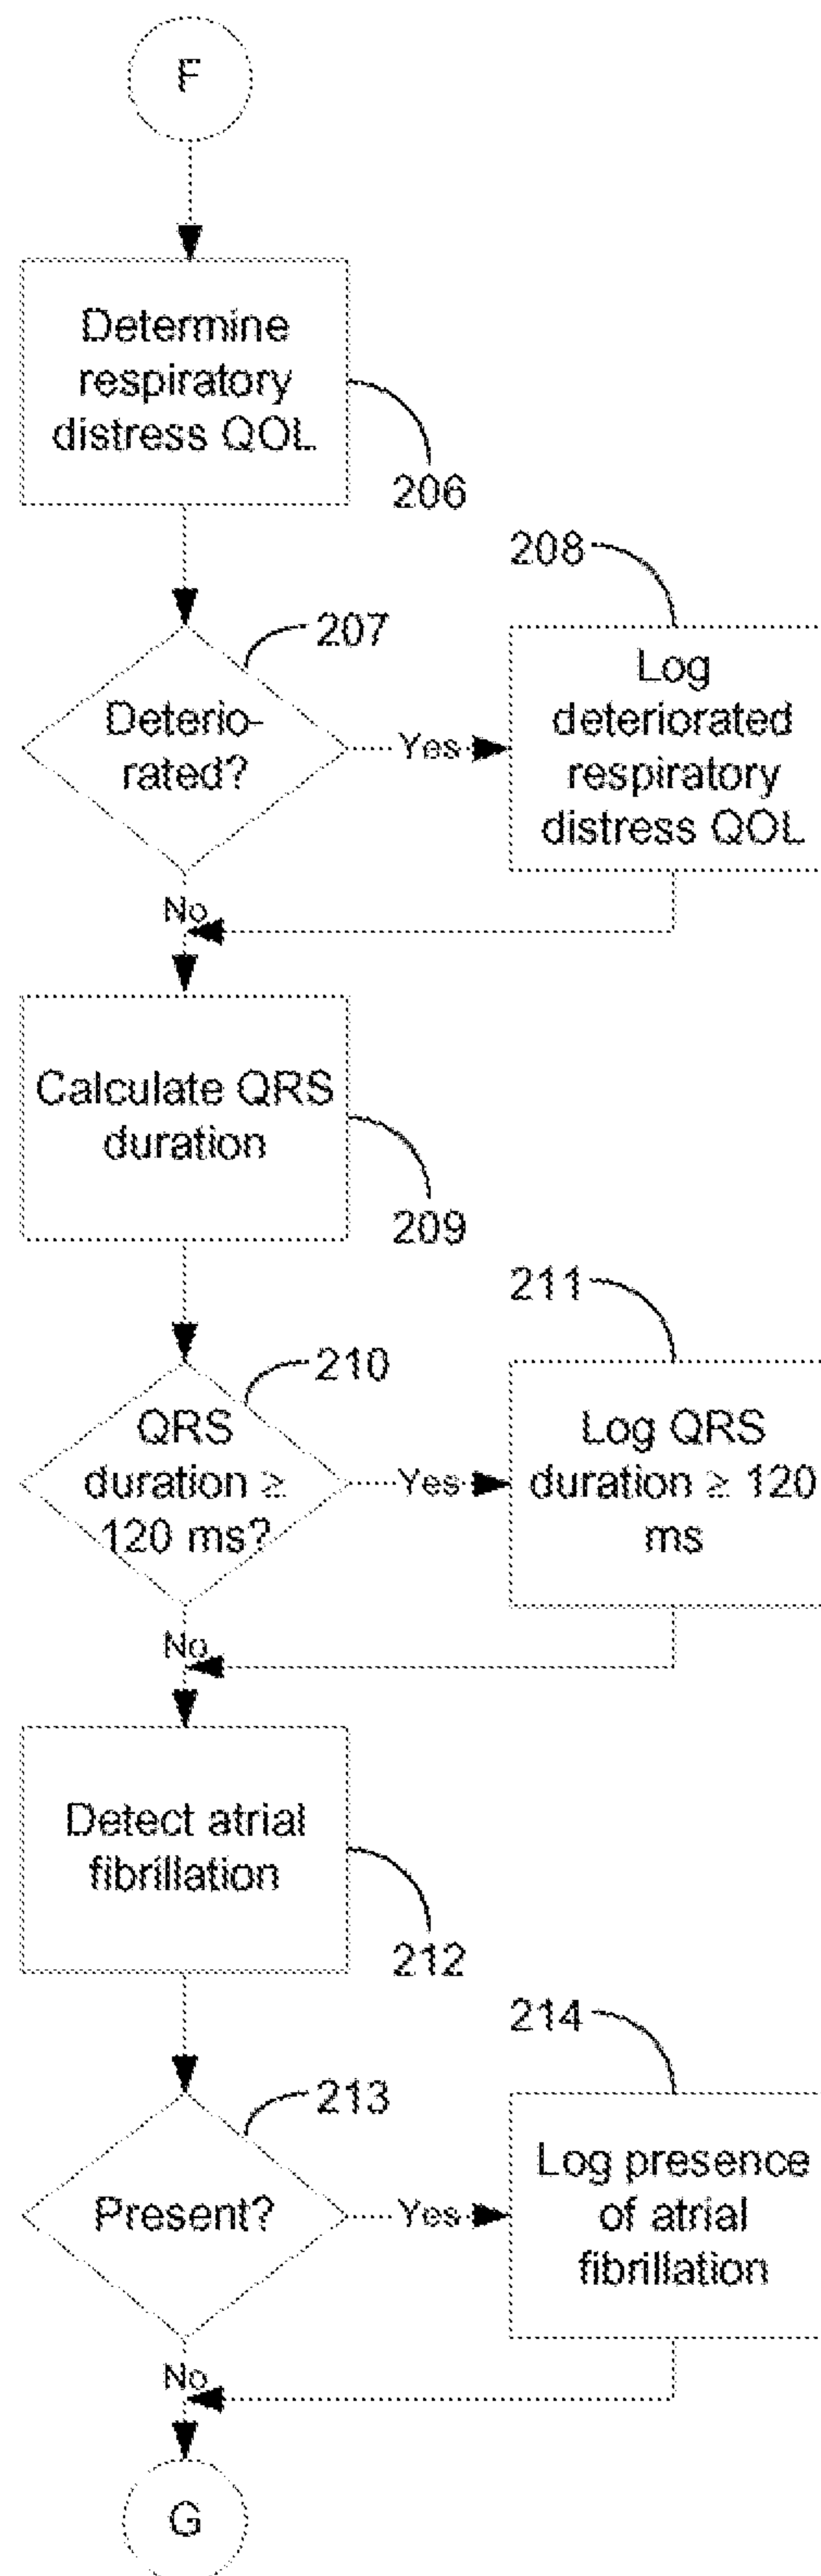 F
Determine
respiratory
distress QOL
206
207
Deterio-
rated?
Yes
208
Log
deteriorated
respiratory
distress QOL
No
Calculate QRS
duration
209
210
QRS
duration ≥
120 ms?
Yes
211
Log QRS
duration ≥ 120
ms
No
Detect atrial
fibrillation
212
213
Present?
Yes
214
Log presence
of atrial
fibrillation
No
G